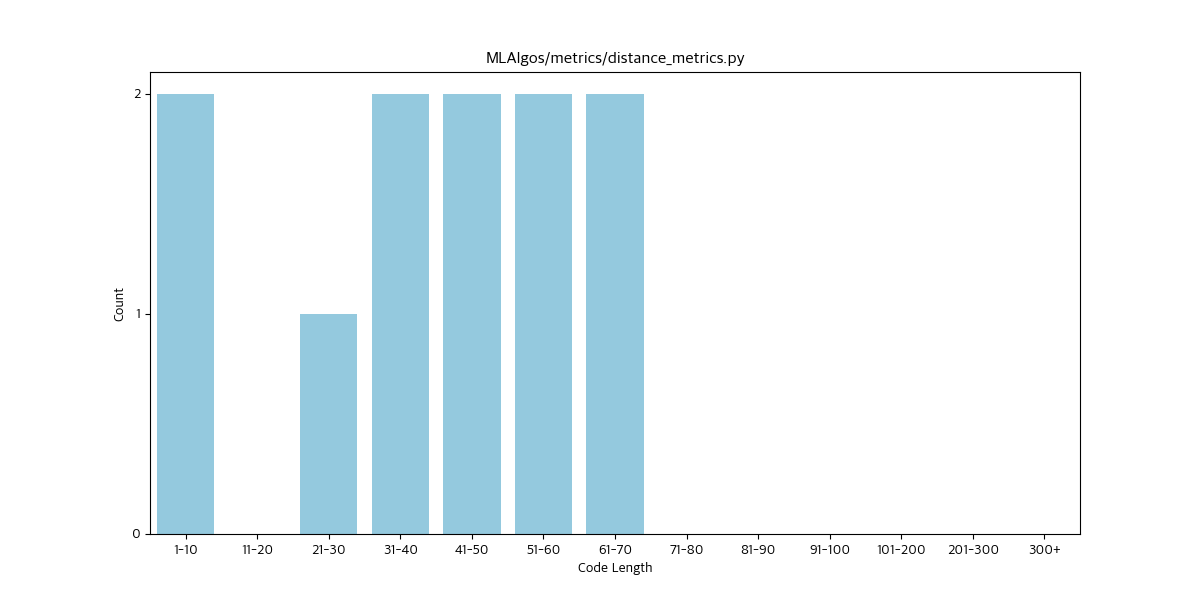 MLAlgos/metrics/distance_metrics.py
Count
2
1
0
1-10 11-20 21-30 31-40 41-50 51-60 61-70 71-80 81-90 91-100 101-200 201-300 300+
Code Length